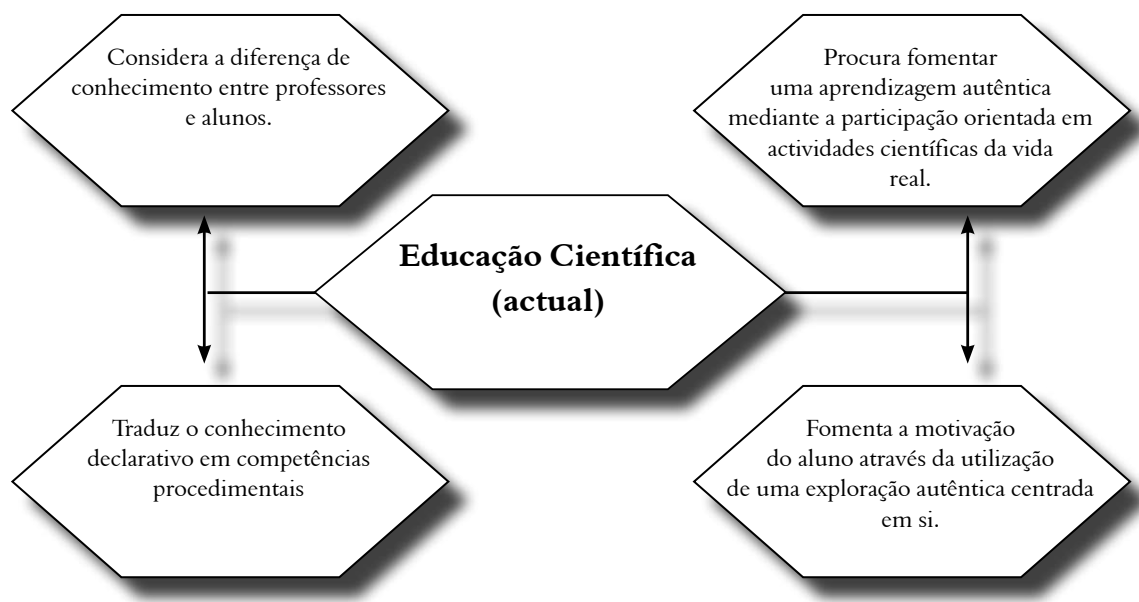 Considera a diferença de
conhecimento entre professores
e alunos.
Procura fomentar
uma aprendizagem autêntica
mediante a participação orientada em
actividades científicas da vida
real.
Educação Científica
(actual)
Traduz o conhecimento
declarativo em competências
procedimentais
Fomenta a motivação
do aluno através da utilização
de uma exploração autêntica centrada
em si.